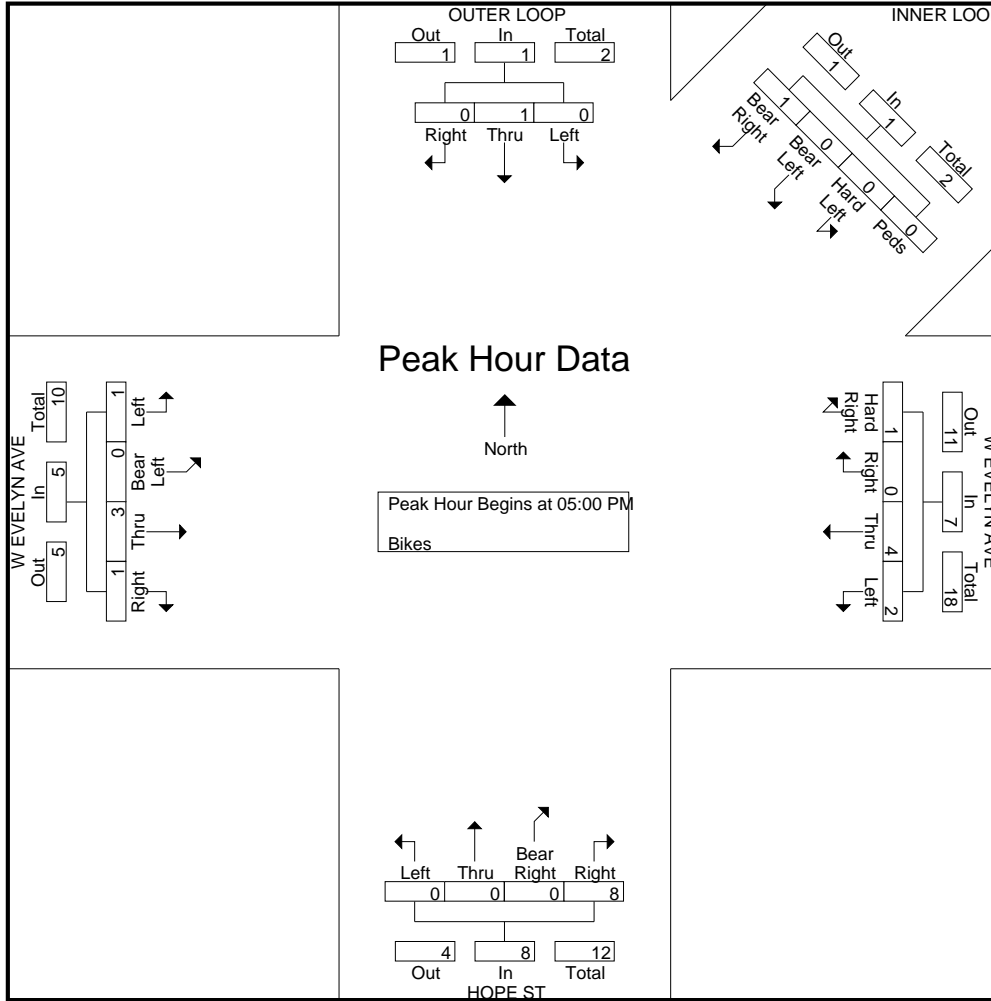 OUTER LOOP
Out In Total
1 1 2
0 1 0
Right Thru Left
INNER LOO
Out
1
In
1
Total
2
1 0 0 0
Bear Right
Bear Left
Hard Left
Peds
Peak Hour Data
North
Peak Hour Begins at 05:00 PM
Bikes
W EVELYN AVE
Out In Total
5 5 10
Left
1
Bear Left
0
Thru
3
Right
1
W EVELYN AVE
Out In Total
11 7 18
Hard Right
1
Right
0
Thru
4
Left
2
Left Thru Bear Right Right
0 0 0 8
4 8 12
Out In Total
HOPE ST